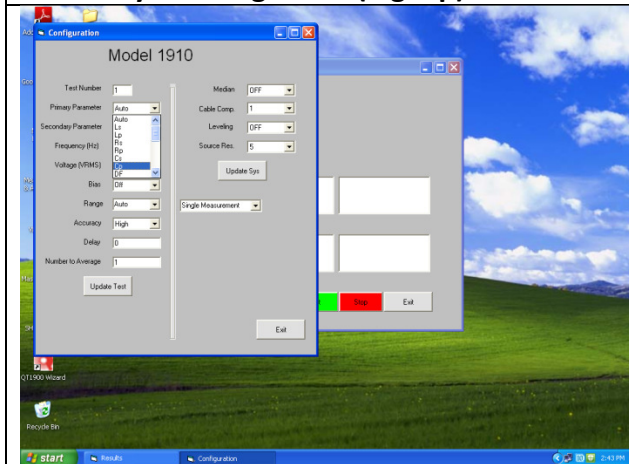 Configuration
Model 1910
Test Number 1
Primary Parameter Auto
Auto
Ls
Lp
Rs
Rp
Cs
Cp
DF
Secondary Parameter
Frequency (Hz)
Voltage (VRMS)
Bias Off
Range Auto
Accuracy High
Delay 0
Number to Average 1
Update Test
Median OFF
Cable Comp. 1
Leveling OFF
Source Res. 5
Update Sys
Single Measurement
Exit
Stop Exit
QT1900 Wizard
Recycle Bin
start Results Configuration 2:43 PM